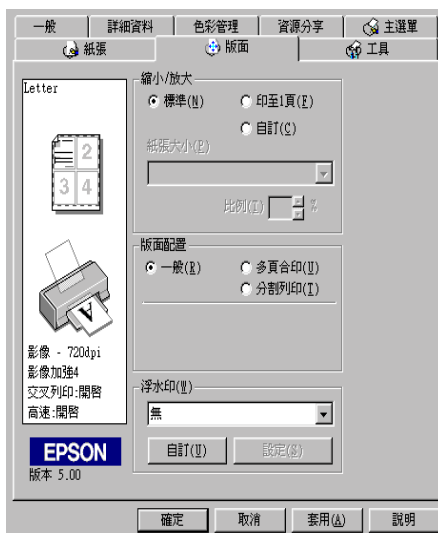 一般 詳細資料 色彩管理 資源分享 主選單
紙張 版面 工具
Letter
2
3 4
影像 - 720dpi
影像加強4
交叉列印:開啓
高速:開啓
EPSON
版本 5.00
縮小/放大
標準(N) 印至1頁(F)
自訂(C)
紙張大小(P)
比例(I) %
版面配置
一般(R) 多頁合印(U)
分割列印(I)
浮水印(W)
無
自訂(U) 設定(S)
確定 取消 套用(A) 說明